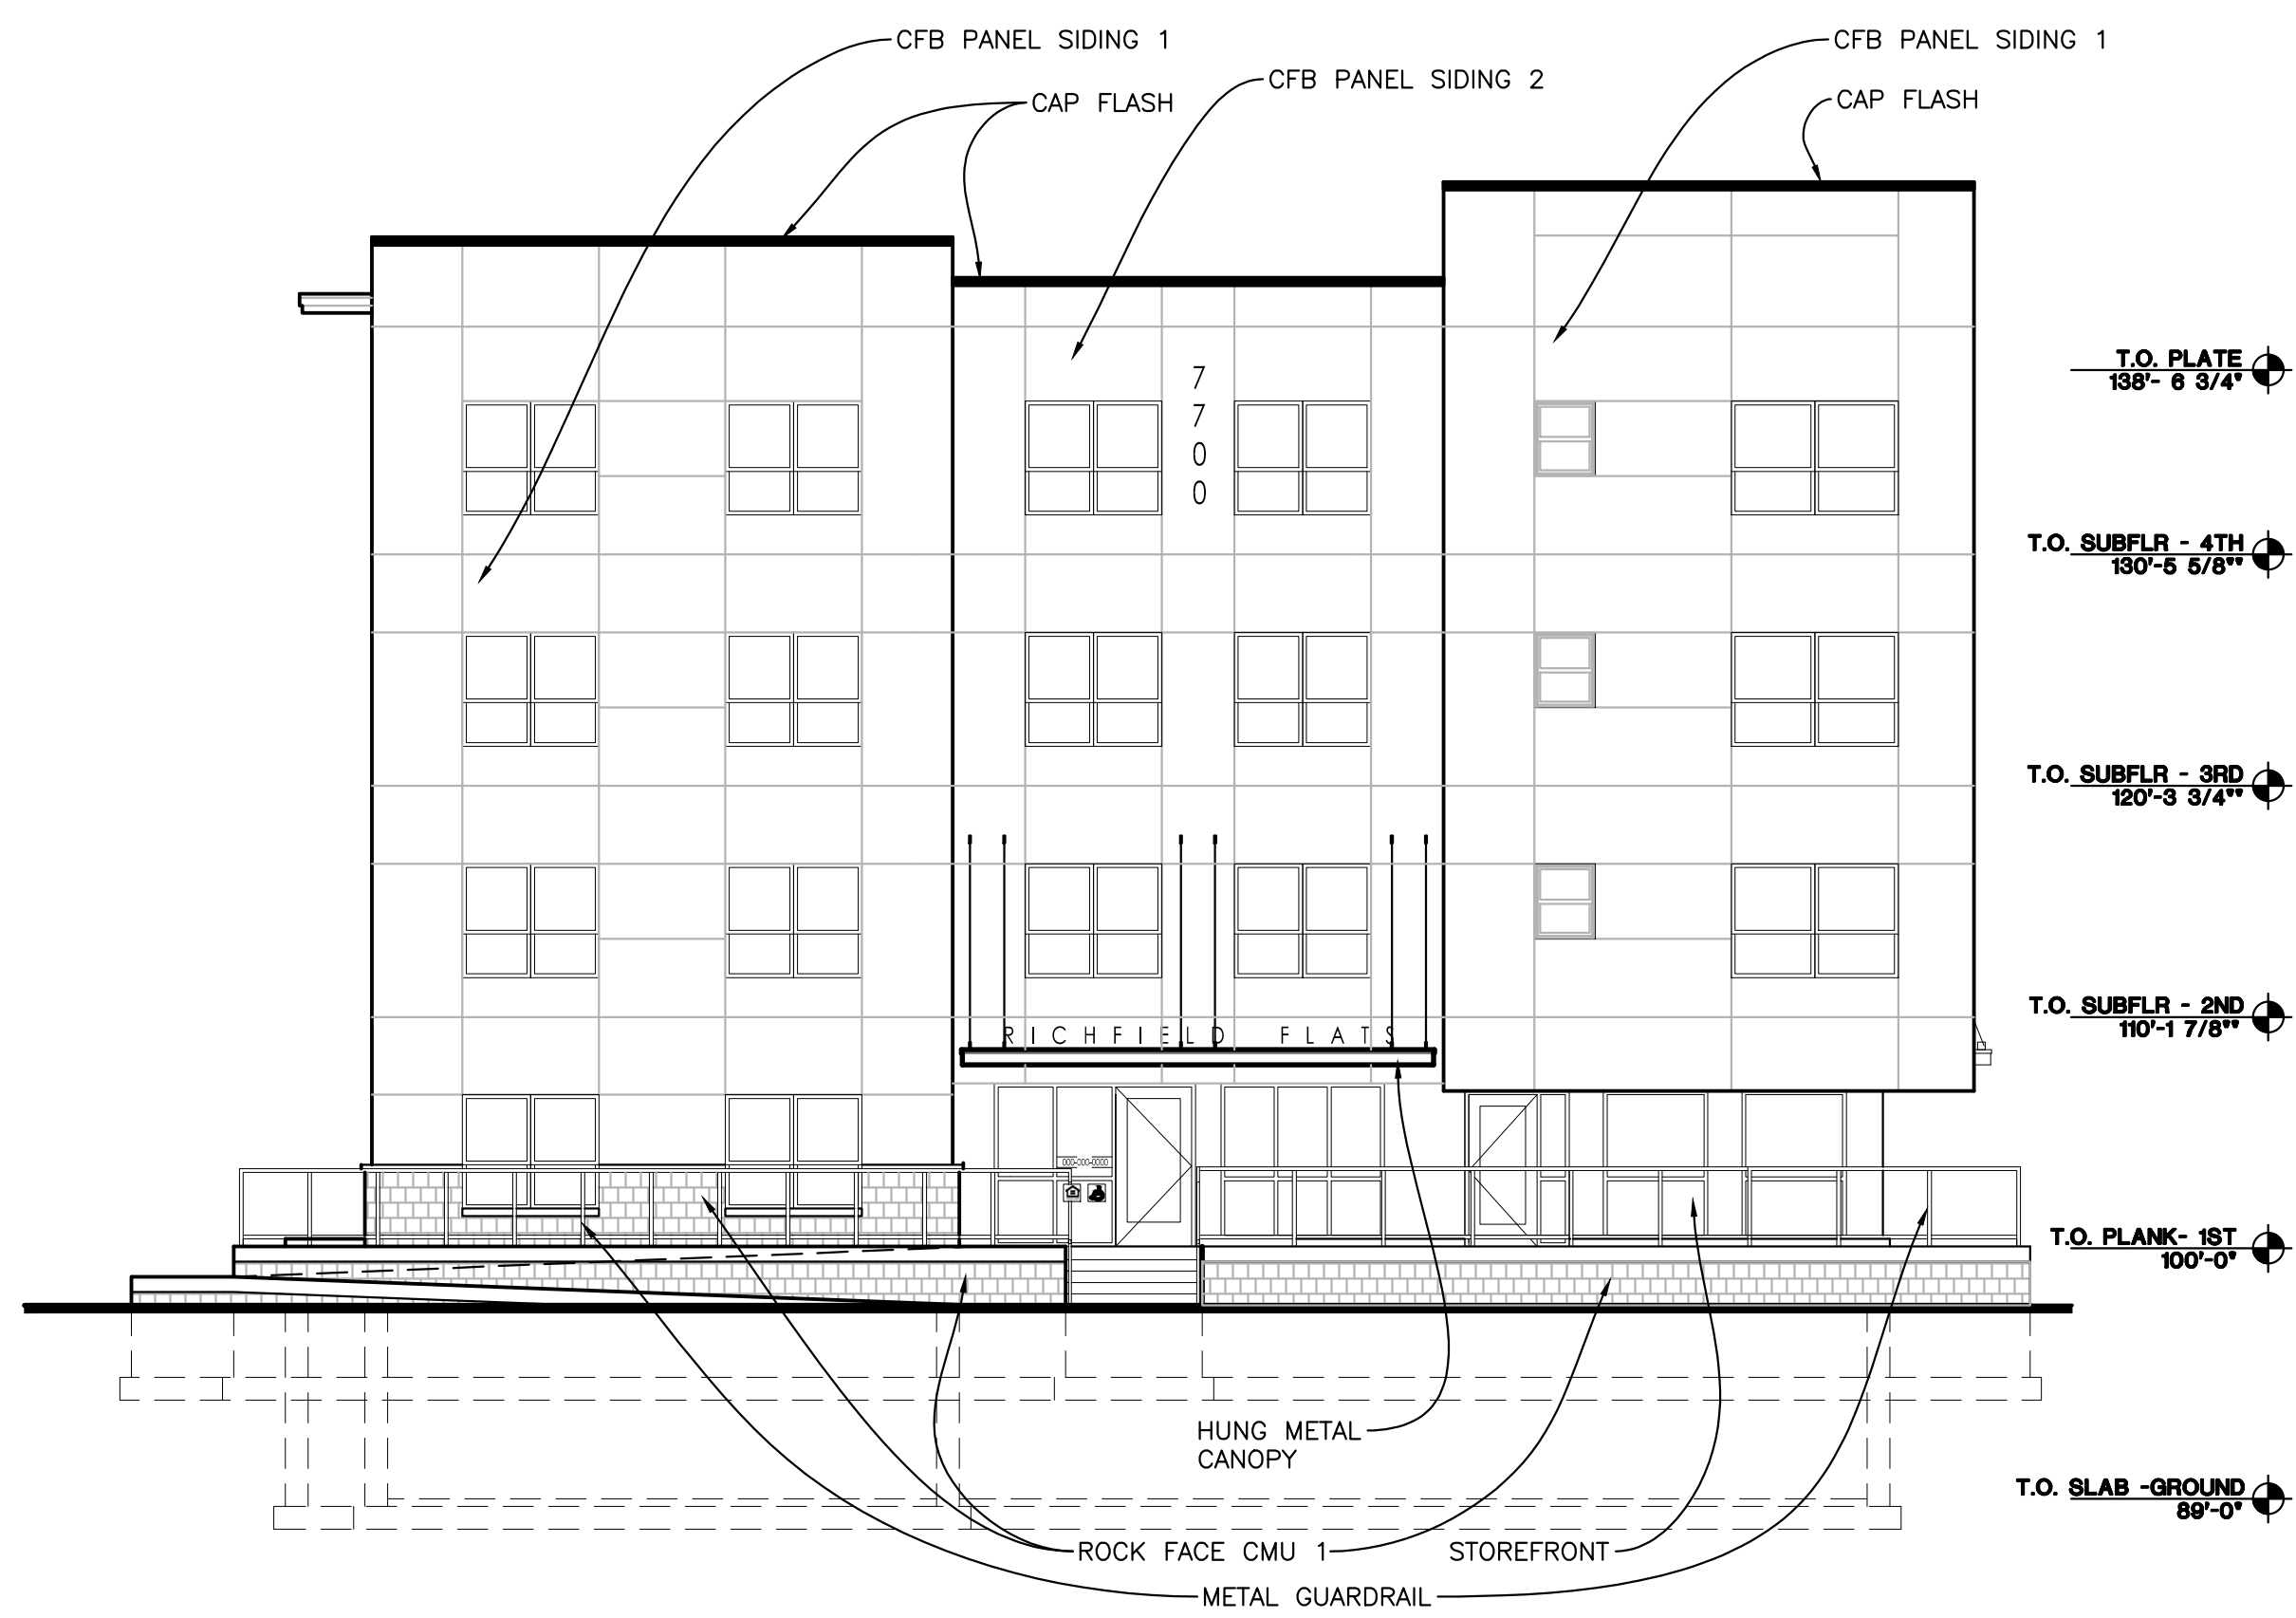 CFB PANEL SIDING 1
CFB PANEL SIDING 1
CFB PANEL SIDING 2
CAP FLASH
CAP FLASH
7
7
0
0
T.O. PLATE
138'- 6 3/4"
T.O. SUBFLR - 4TH
130'-5 5/8""
T.O. SUBFLR - 3RD
120'-3 3/4""
T.O. SUBFLR - 2ND
110'-1 7/8""
RICHFIELD FLATS
000-000-0000
T.O. PLANK- 1ST
100'-0"
HUNG METAL
CANOPY
T.O. SLAB -GROUND
89'-0"
ROCK FACE CMU 1
STOREFRONT
METAL GUARDRAIL